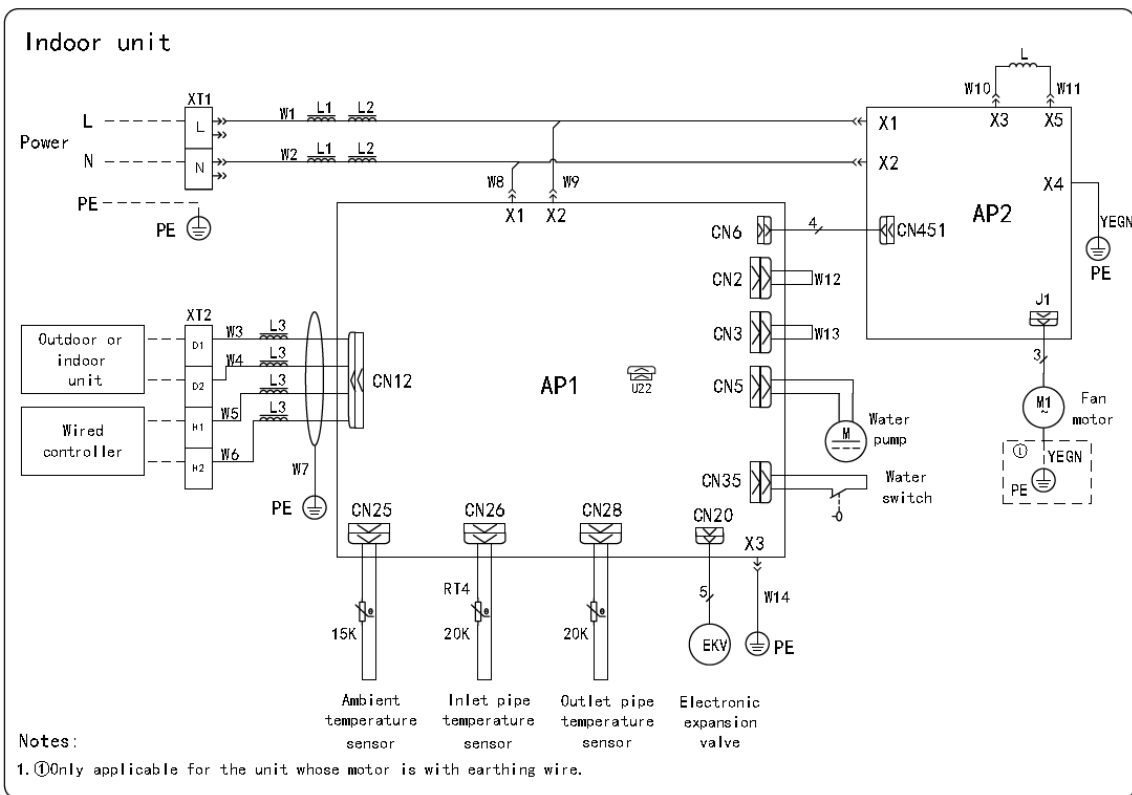 Indoor unit
L
W10
W11
XT1
L
W1
L1
L2
L
X1
X3
X5
Power
N
W2
L1
L2
N
X2
W8
W9
X4
PE
PE
X1
X2
AP2
YEGN
CN6
4
CN451
PE
CN2
W12
J1
XT2
W3
L3
CN3
W13
Outdoor or
indoor
unit
D1
W4
L3
3
D2
CN12
AP1
U22
CN5
L3
M1
~
Fan
motor
Wired
controller
H1
W5
L3
M
Water
pump
H2
W6
①
YEGN
PE
W7
CN35
Water
switch
PE
CN25
CN26
CN28
CN20
X3
RT4
5
W14
15K
20K
20K
EKV
PE
Ambient
temperature
sensor
Inlet pipe
temperature
sensor
Outlet pipe
temperature
sensor
Electronic
expansion
valve
Notes:
1. ①Only applicable for the unit whose motor is with earthing wire.